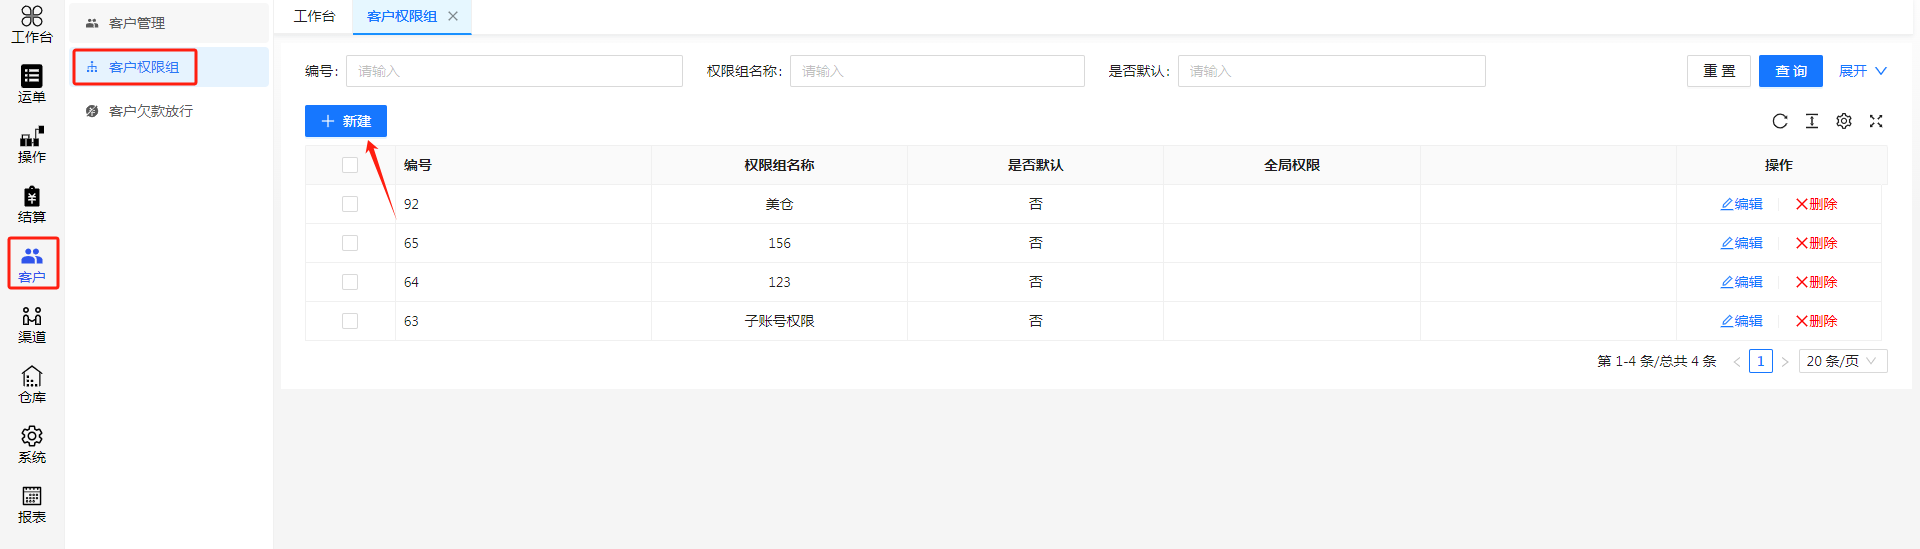 工作台
运单
操作
结算
客户
渠道
仓库
系统
报表
客户管理
客户权限组
客户欠款放行
工作台 客户权限组
编号: 请输入 权限组名称: 请输入 是否默认: 请输入 重 置 查 询 展开
新建
编号 权限组名称 是否默认 全局权限 操作
92 美仓 否 编辑 删除
65 156 否 编辑 删除
64 123 否 编辑 删除
63 子账号权限 否 编辑 删除
第 1-4 条/总共 4 条 < 1 > 20 条/页